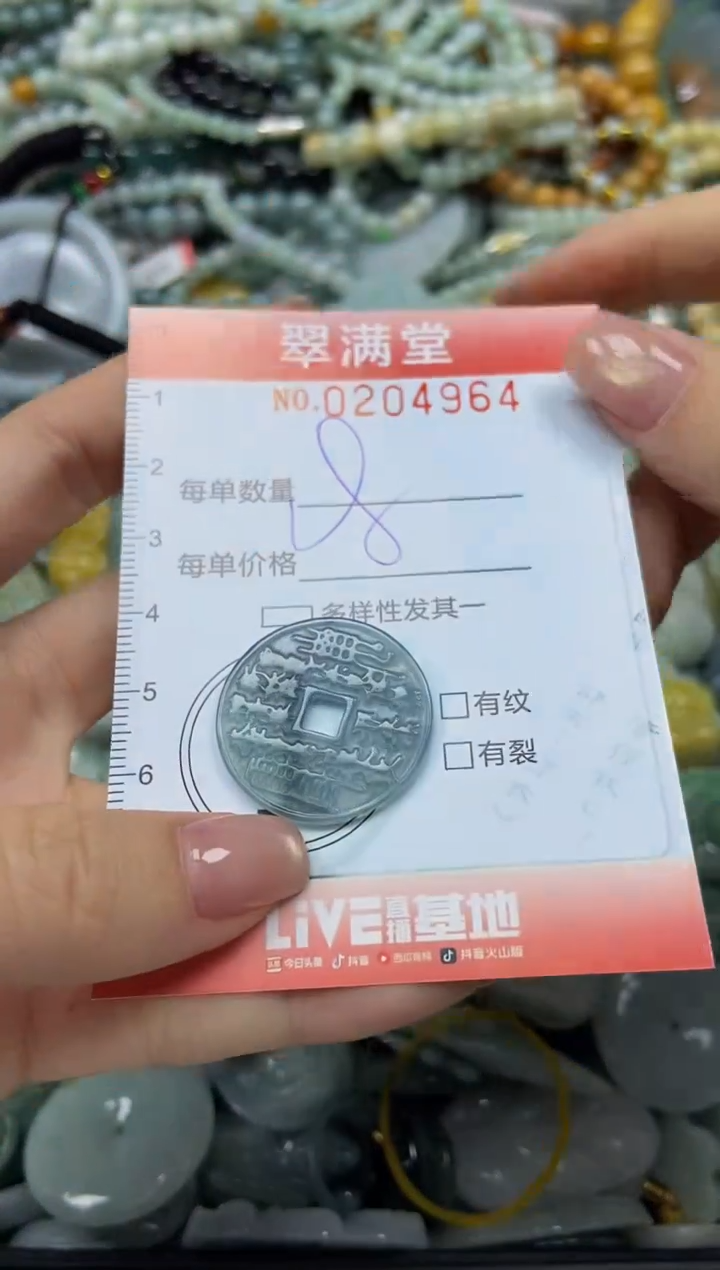 翠满堂
NO.0204964
1
2
每单数量
3
每单价格
4
多样性发其一
5
有纹
有裂
6
LIVE直播基地
今日头条 抖音 西瓜视频 抖音火山版